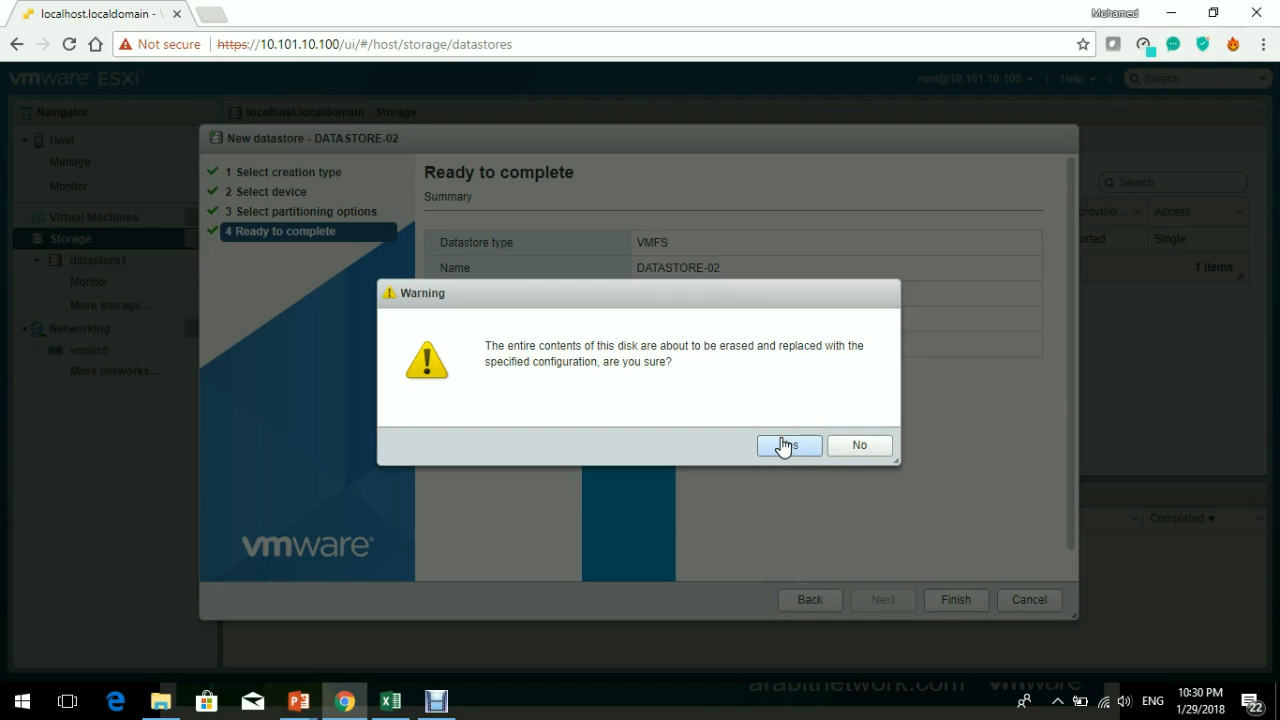 localhost.localdomain -
Mohamed
Not secure
https://10.101.10.100/ui/#/host/storage/datastores
vmware ESXi
root@10.101.10.100
Help
Search
Navigator
localhost.localdomain - Storage
Host
Manage
Monitor
Virtual Machines
Storage
datastore1
Monitor
More storage...
Networking
vmnic0
More networks...
New datastore - DATASTORE-02
1 Select creation type
2 Select device
3 Select partitioning options
4 Ready to complete
vmware
Ready to complete
Summary
Datastore type
VMFS
Name
DATASTORE-02
Search
Access
Single
1 items
Completed
Warning
The entire contents of this disk are about to be erased and replaced with the
specified configuration, are you sure?
No
Back
Next
Finish
Cancel
arabitnetwork.com
vmware
ENG
10:30 PM
1/29/2018
22